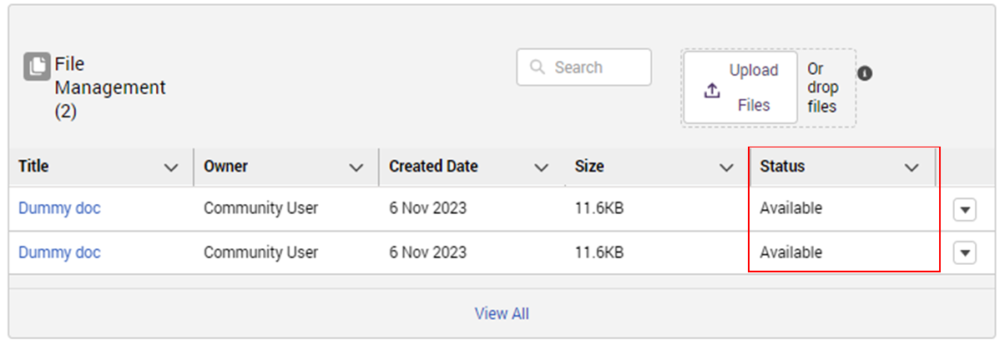 File
Management
(2)
Search
Upload
Files
Or
drop
files
Title Owner Created Date Size Status
Dummy doc Community User 6 Nov 2023 11.6KB Available
Dummy doc Community User 6 Nov 2023 11.6KB Available
View All